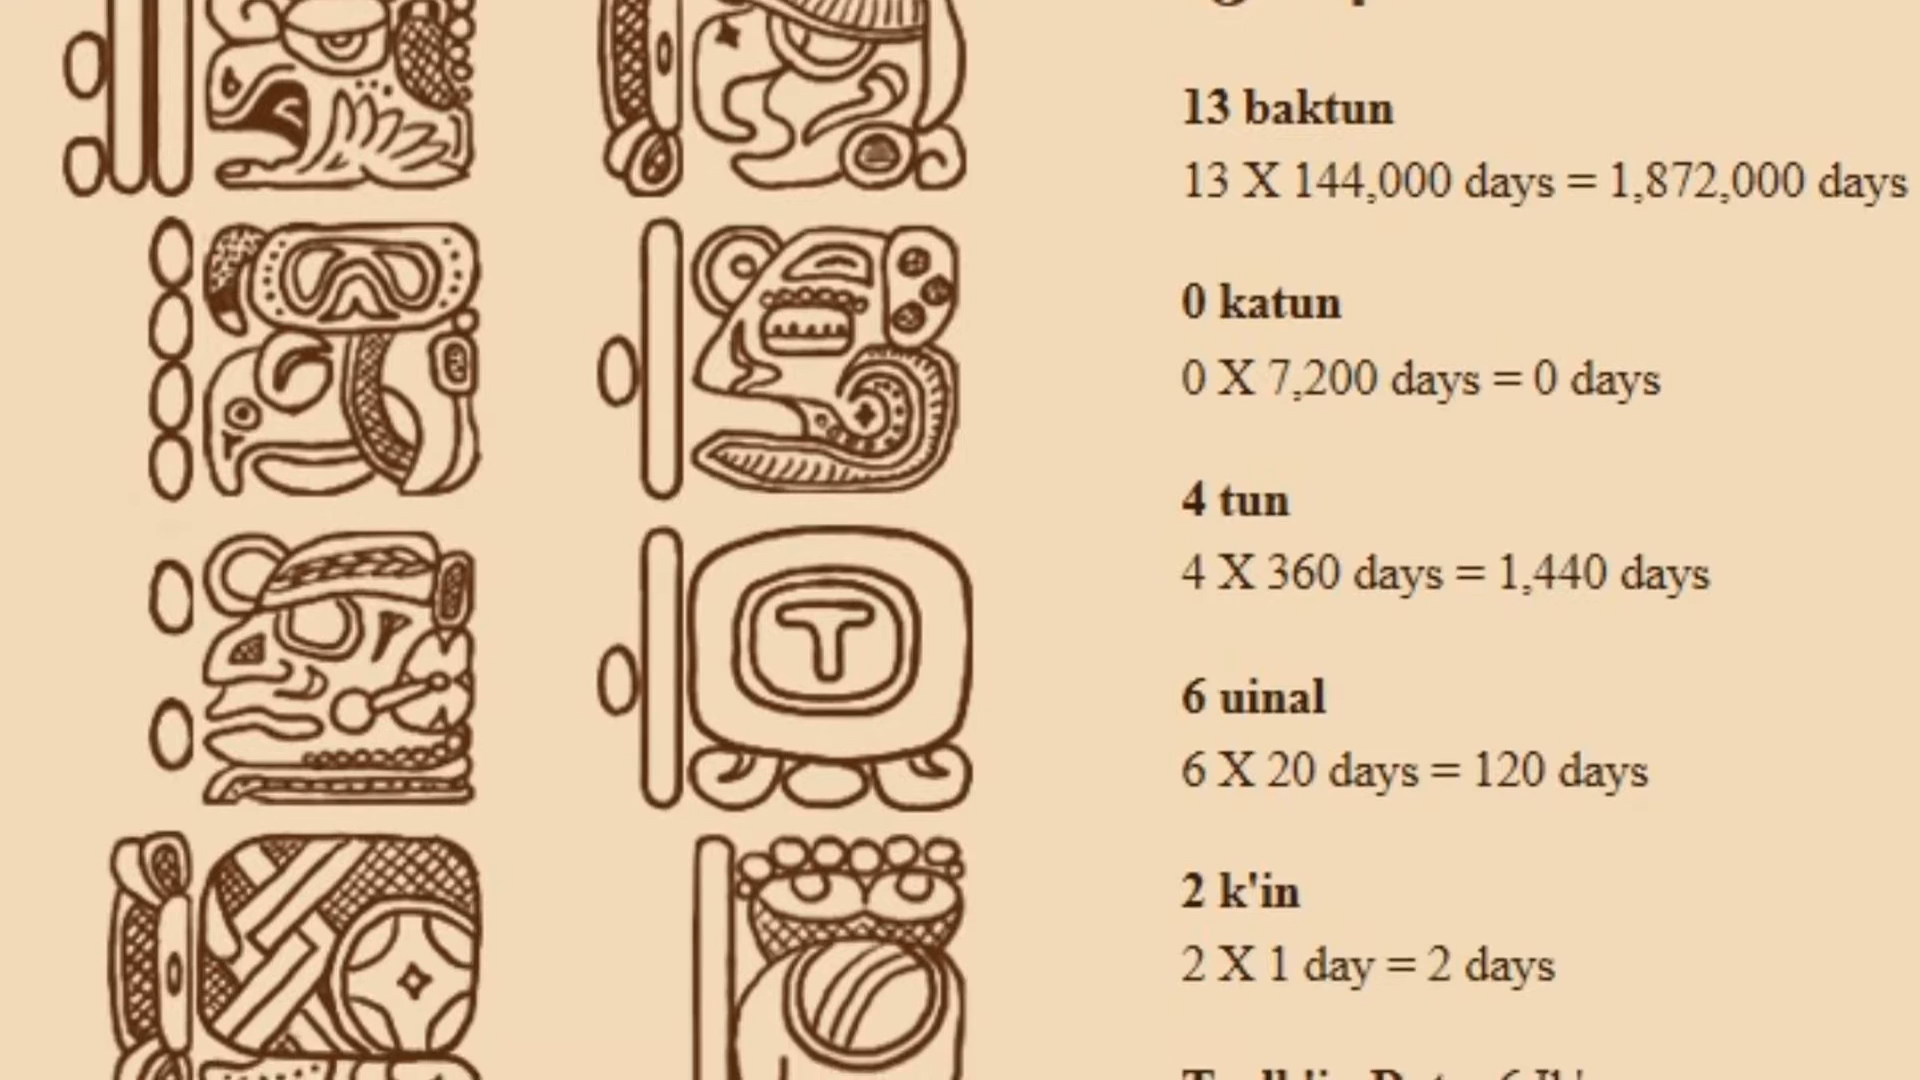 13 baktun
13 X 144,000 days = 1,872,000 days
0 katun
0 X 7,200 days = 0 days
4 tun
4 X 360 days = 1,440 days
6 uinal
6 X 20 days = 120 days
2 k'in
2 X 1 day = 2 days